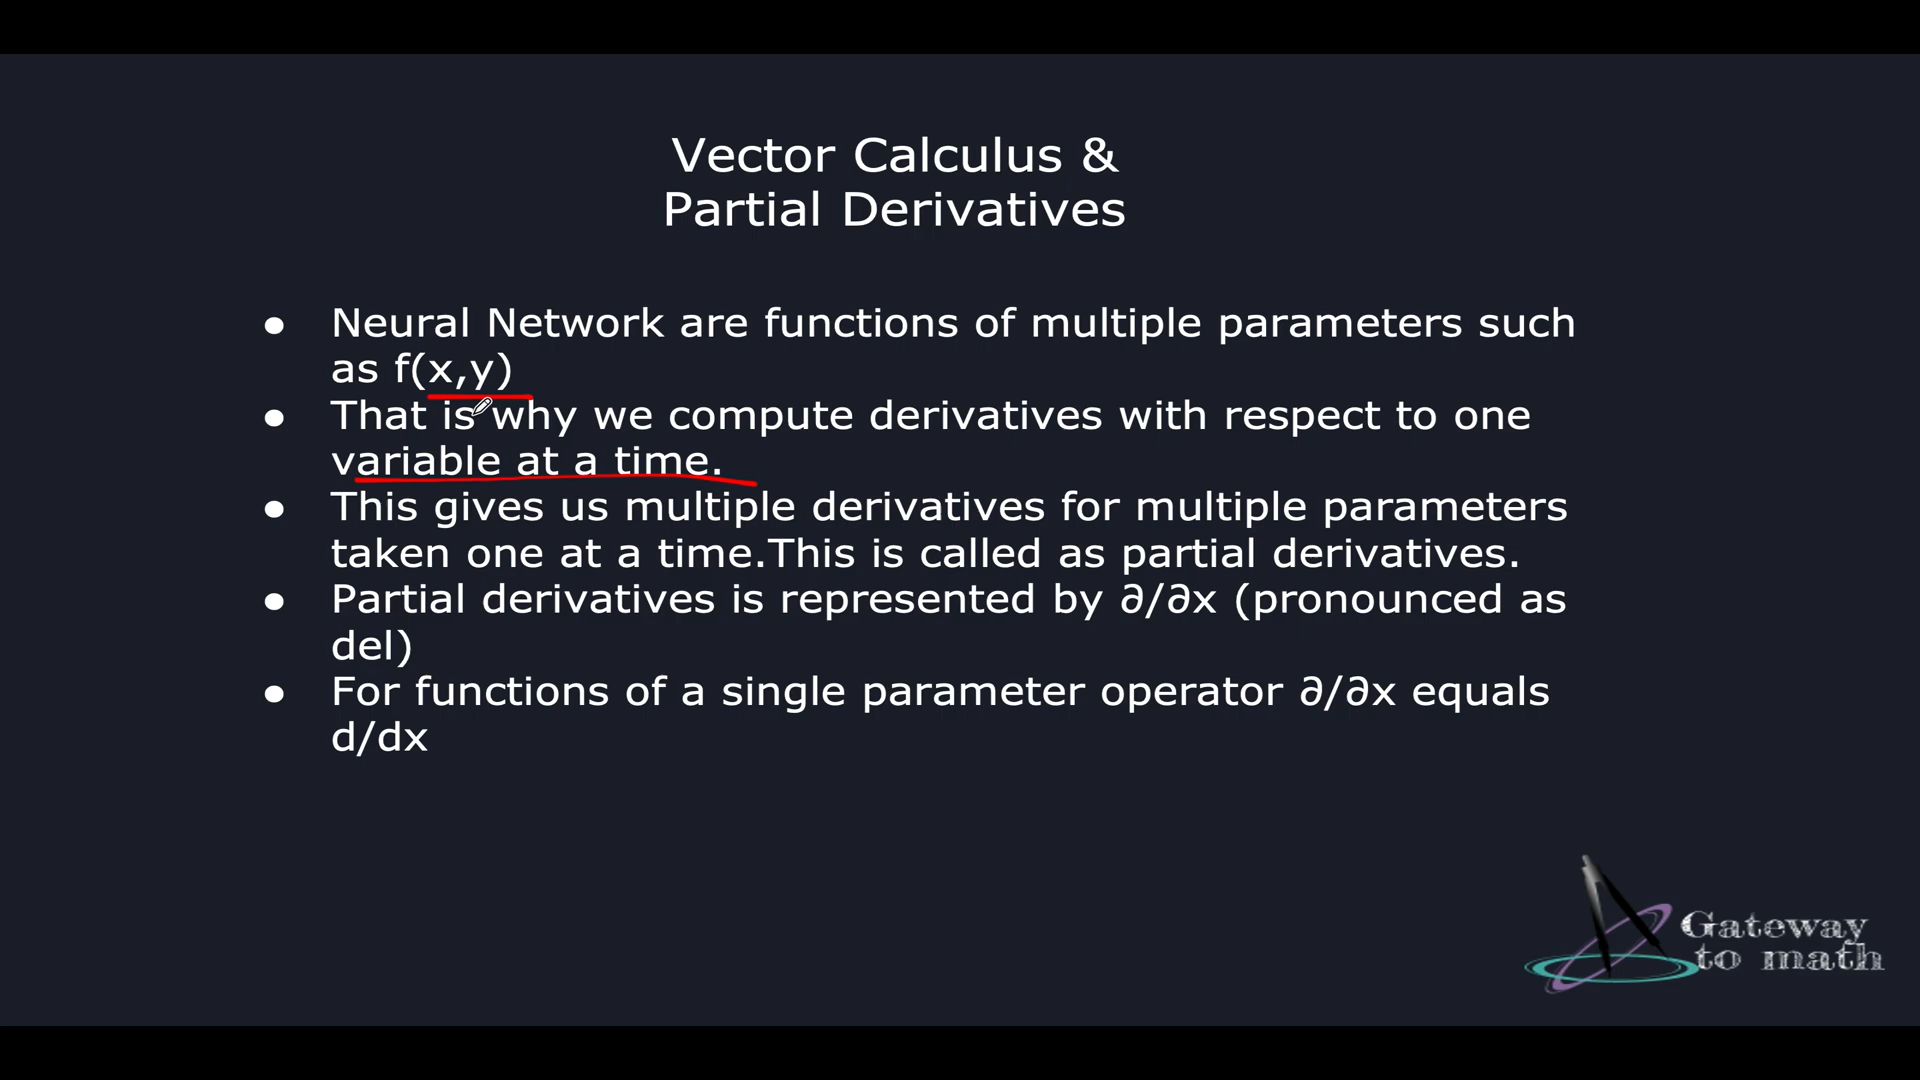 Vector Calculus &
Partial Derivatives
● Neural Network are functions of multiple parameters such
as f(x,y)
● That is why we compute derivatives with respect to one
variable at a time.
● This gives us multiple derivatives for multiple parameters
taken one at a time.This is called as partial derivatives.
● Partial derivatives is represented by ∂/∂x (pronounced as
del)
● For functions of a single parameter operator ∂/∂x equals
d/dx
Gateway
to math